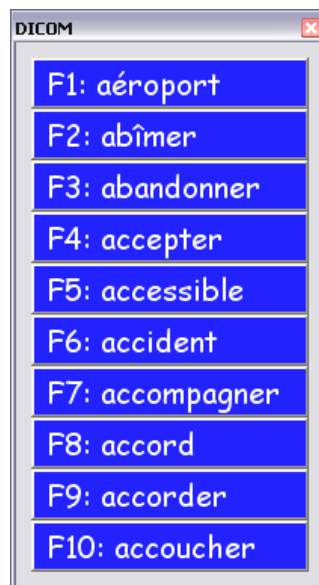 DICOM
F1: aéroport
F2: abîmer
F3: abandonner
F4: accepter
F5: accessible
F6: accident
F7: accompagner
F8: accord
F9: accorder
F10: accoucher